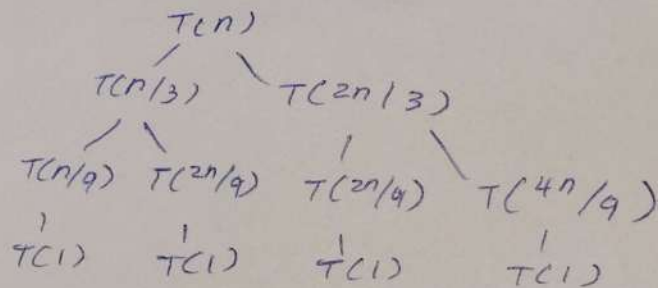 T(n)
T(n/3) T(2n/3)
T(n/9) T(2n/9) T(2n/9) T(4n/9)
T(1) T(1) T(1) T(1)